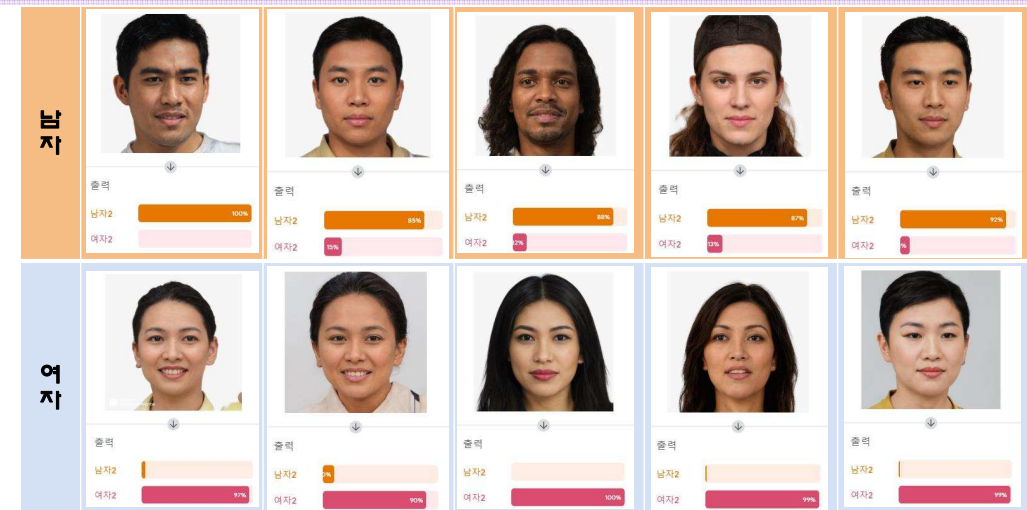 남자
출력
남자2 100%
여자2
출력
남자2 85%
여자2 15%
출력
남자2 88%
여자2 12%
출력
남자2 87%
여자2 13%
출력
남자2 92%
여자2 %
여자
출력
남자2
여자2 97%
출력
남자2
여자2 90%
출력
남자2
여자2 100%
출력
남자2
여자2 99%
출력
남자2
여자2 99%